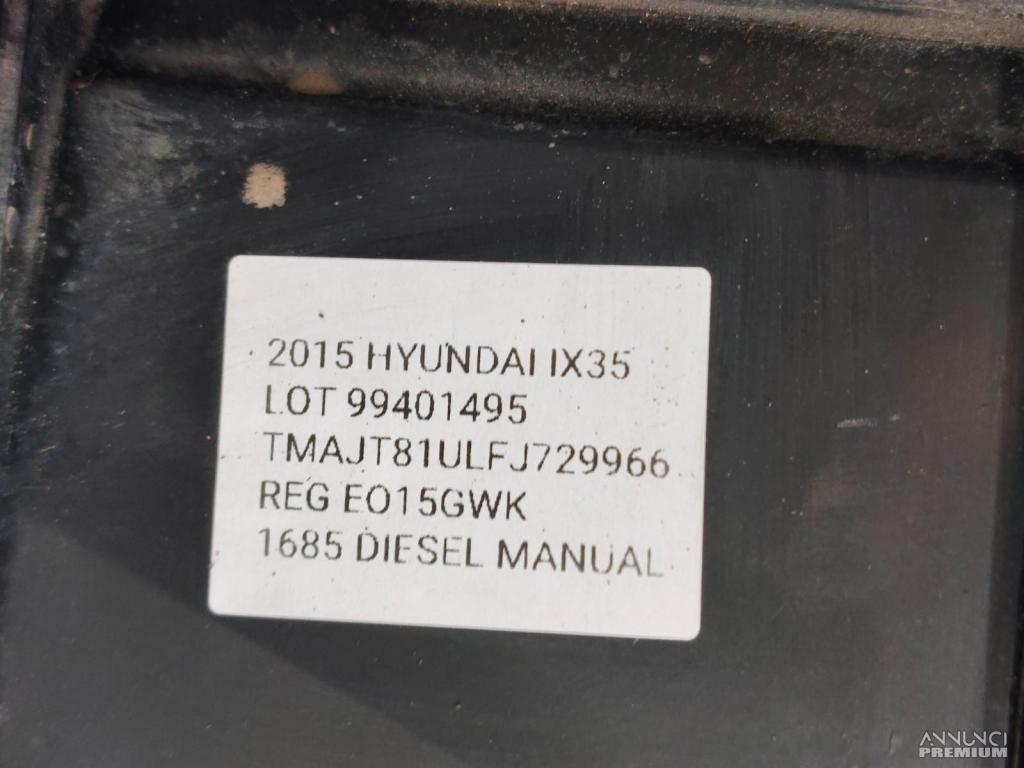 2015 HYUNDAI IX35
LOT 99401495
TMAJT81ULFJ729966
REG EO15GWK
1685 DIESEL MANUAL
ANNUNCI
PREMIUM